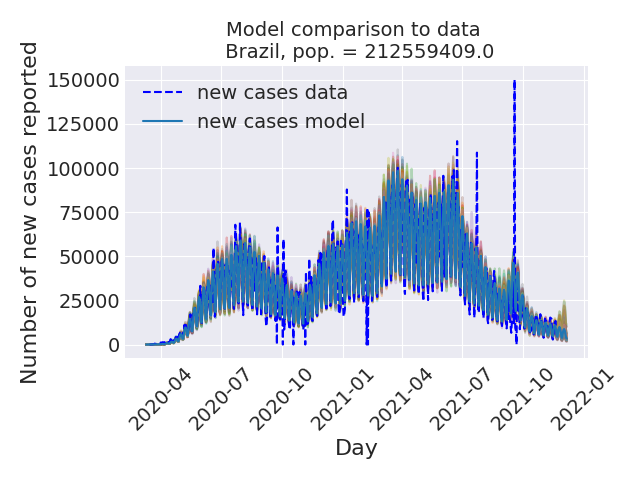 Model comparison to data
Brazil, pop. = 212559409.0
Number of new cases reported
150000
125000
100000
75000
50000
25000
0
new cases data
new cases model
2020-04
2020-07
2020-10
2021-01
2021-04
2021-07
2021-10
2022-01
Day